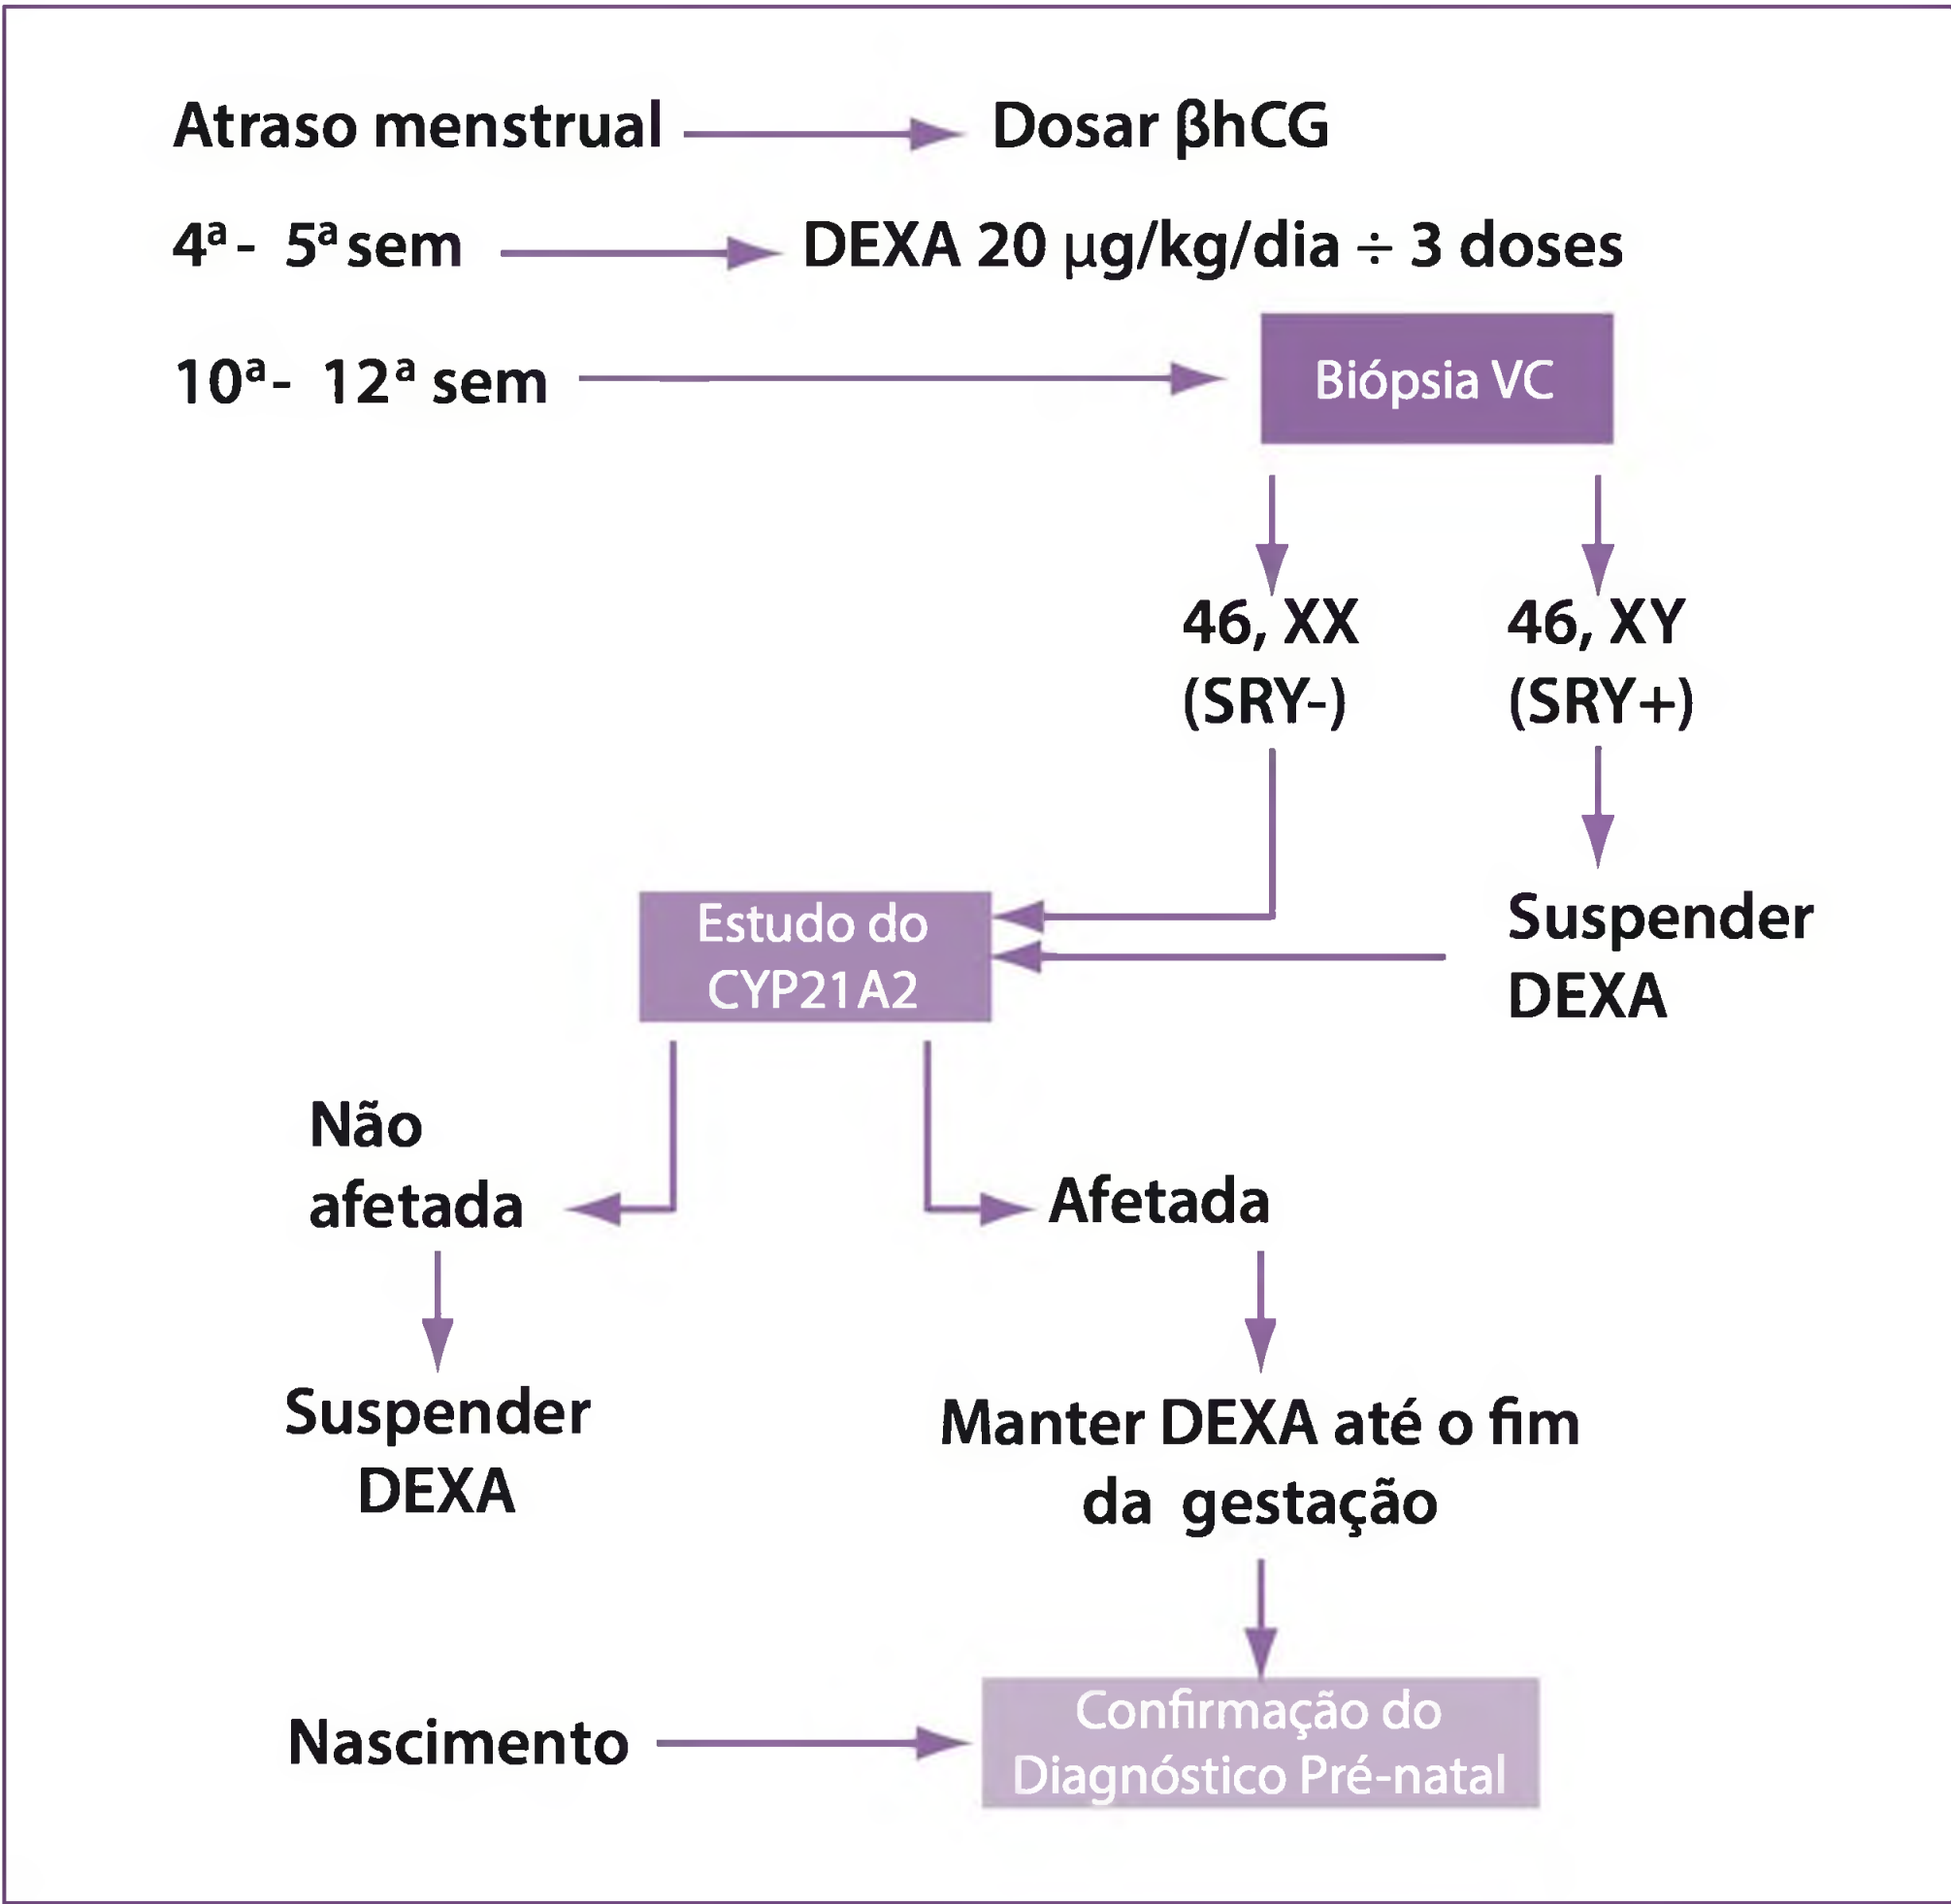 Atraso menstrual
Dosar βhCG
4ª - 5ª sem
DEXA 20 µg/kg/dia ÷ 3 doses
10ª - 12ª sem
Biópsia VC
46, XX
(SRY-)
46, XY
(SRY+)
Suspender
DEXA
Estudo do
CYP21A2
Não
afetada
Afetada
Suspender
DEXA
Manter DEXA até o fim
da gestação
Nascimento
Confirmação do
Diagnóstico Pré-natal